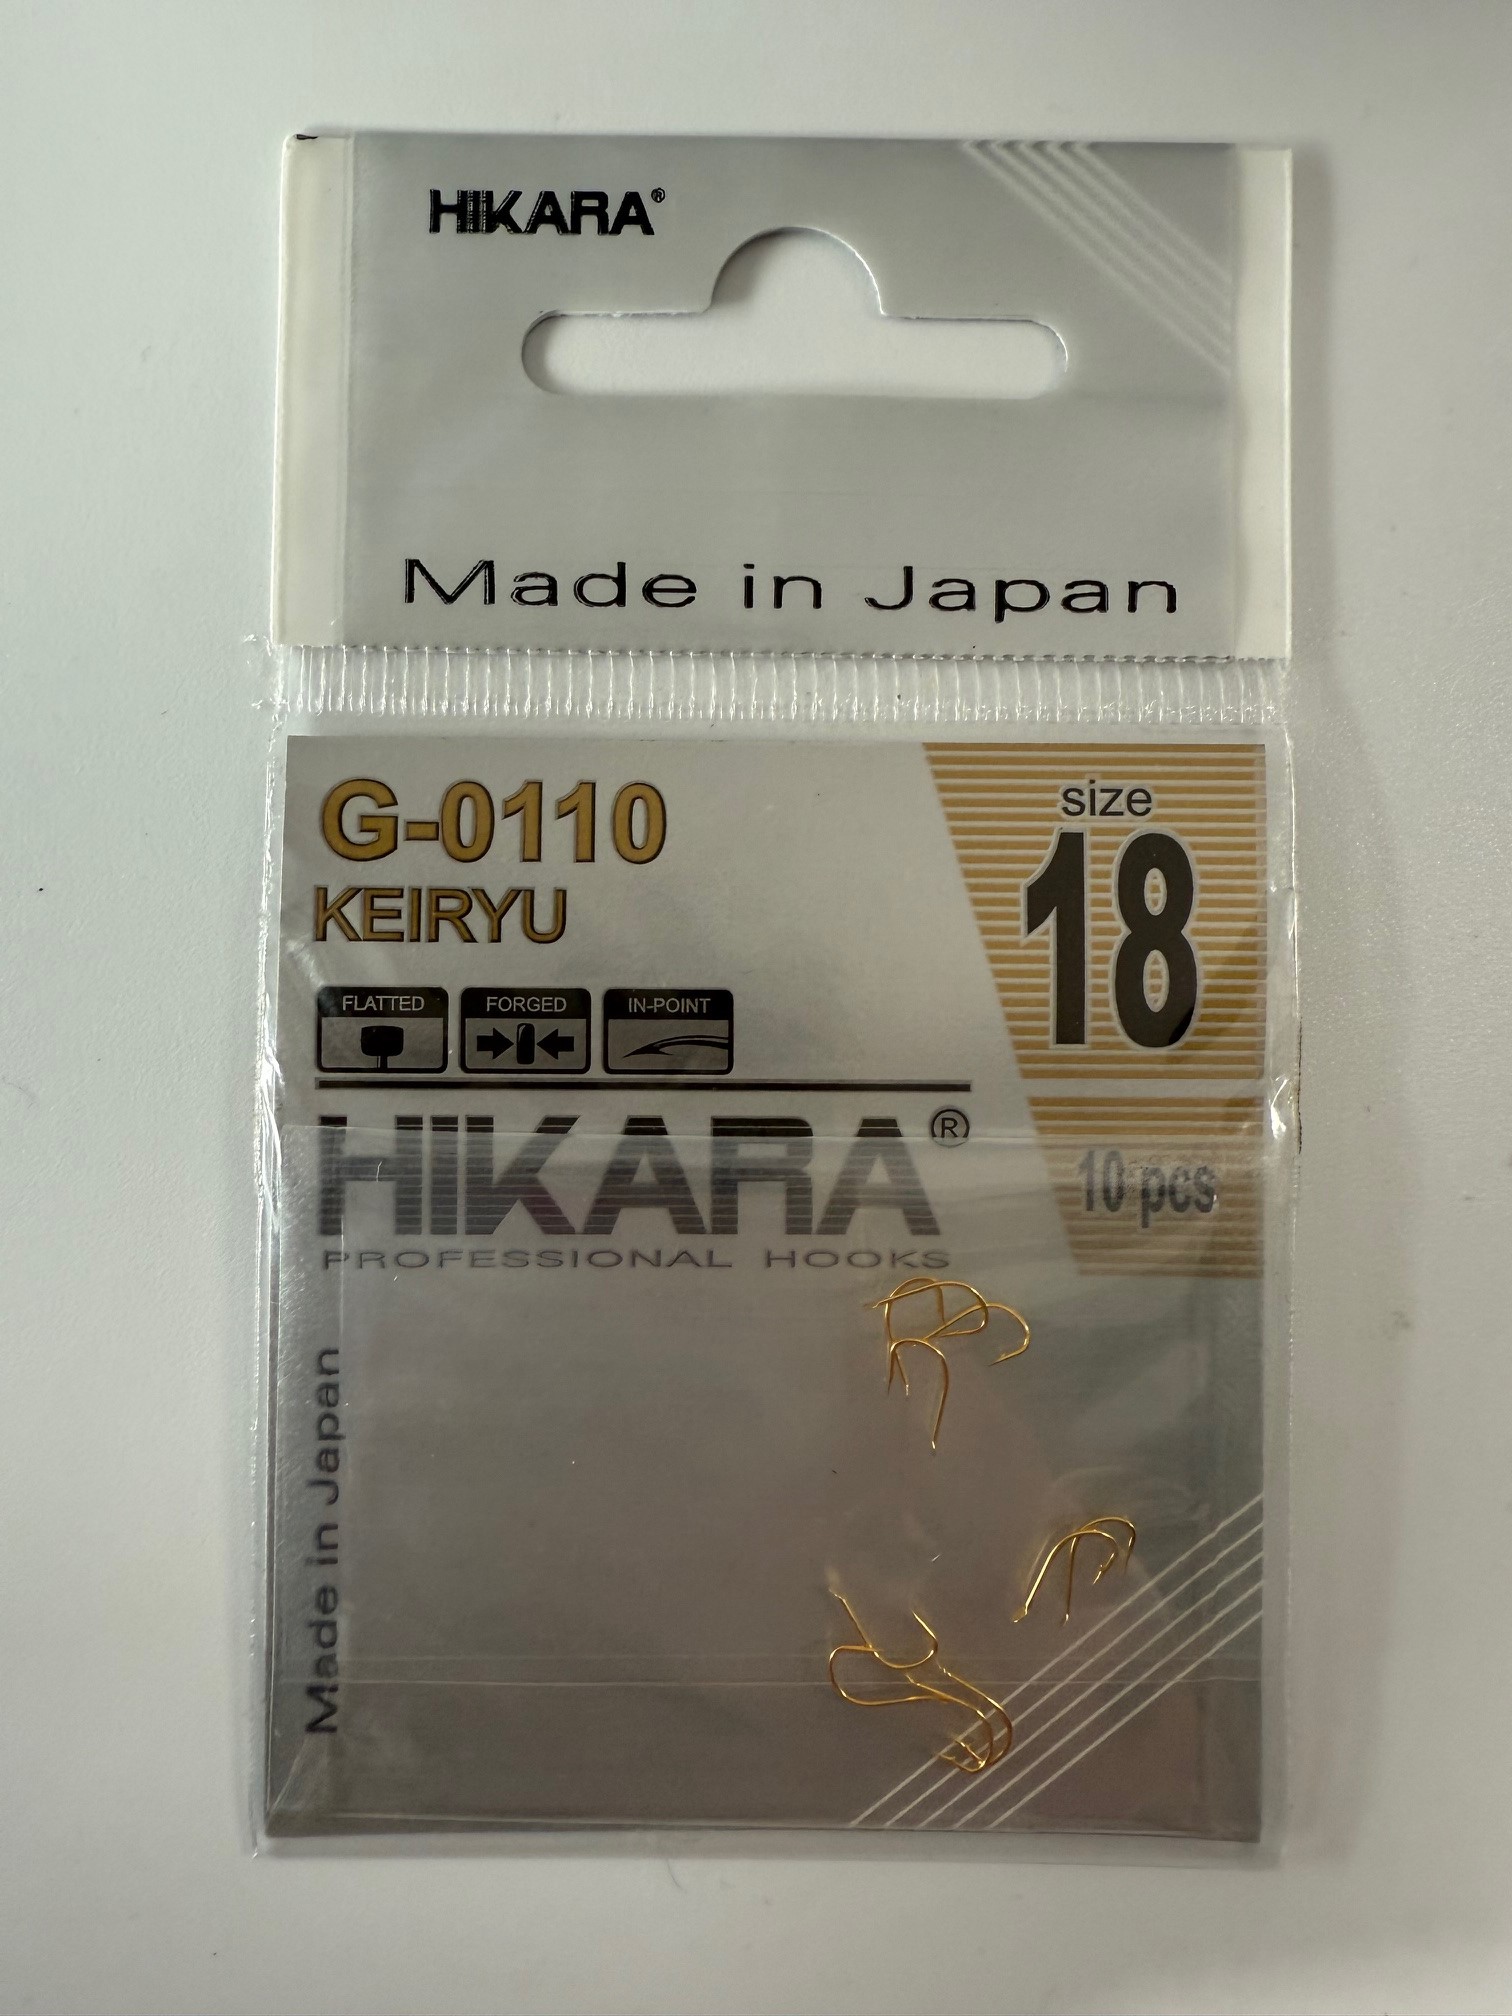 HIKARA®
Made in Japan
G-0110
KEIRYU
size
18
FLATTED
FORGED
IN-POINT
HIKARA®
PROFESSIONAL HOOKS
10 pcs
Made in Japan